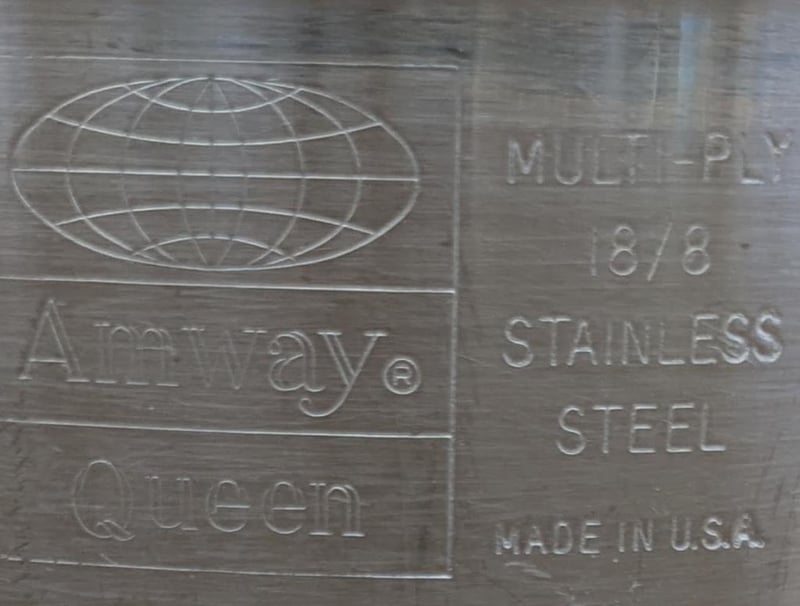 Amway®
Queen
MULTI-PLY
18/8
STAINLESS
STEEL
MADE IN U.S.A.